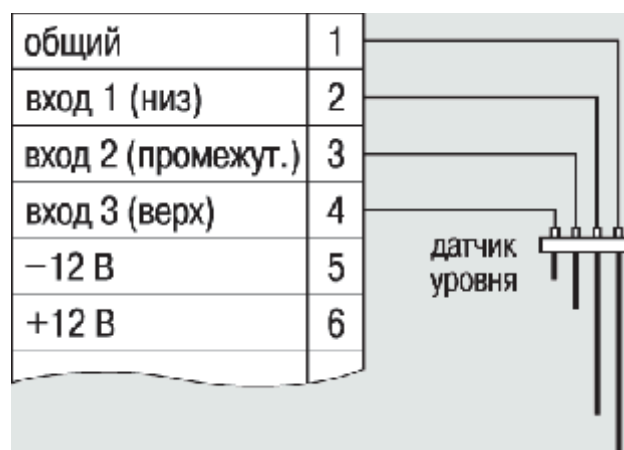 общий 1
вход 1 (низ) 2
вход 2 (промежут.) 3
вход 3 (верх) 4
−12 В 5
+12 В 6
датчик
уровня